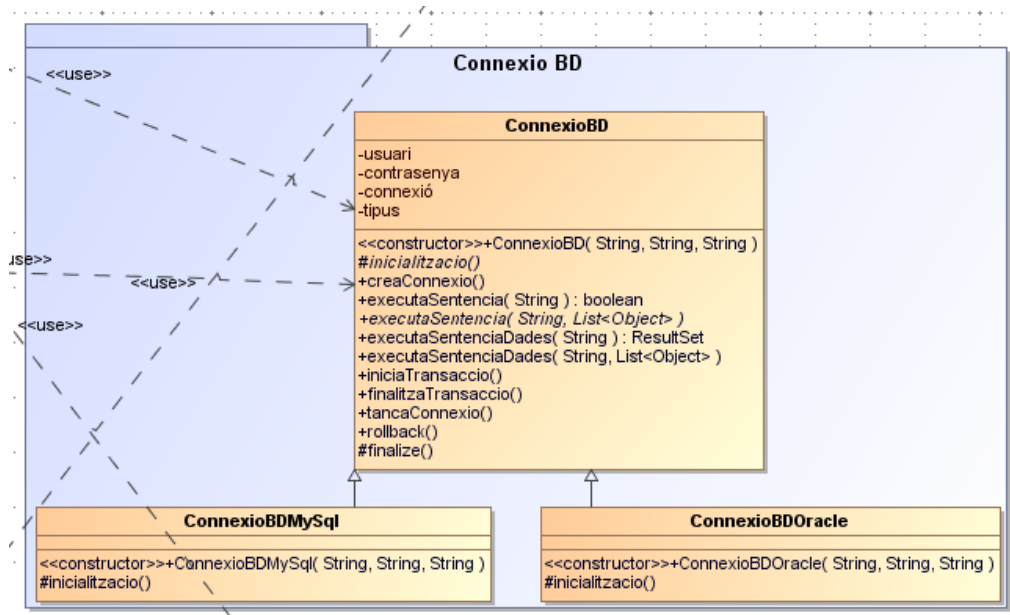 <<use>>
Connexio BD
ConnexioBD
-usuari
-contrasenya
-connexió
-tipus
<<constructor>>+ConnexioBD( String, String, String )
#inicialitzacio()
+creaConnexio()
+executaSentencia( String ) : boolean
+executaSentencia( String, List<Object> )
+executaSentenciaDades( String ) : ResultSet
+executaSentenciaDades( String, List<Object> )
+iniciaTransaccio()
+finalitzaTransaccio()
+tancaConnexio()
+rollback()
#finalize()
use>>
<<use>>
<<use>>
ConnexioBDMySql
<<constructor>>+ConnexioBDMySql( String, String, String )
#inicialitzacio()
ConnexioBDOracle
<<constructor>>+ConnexioBDOracle( String, String, String )
#inicialitzacio()